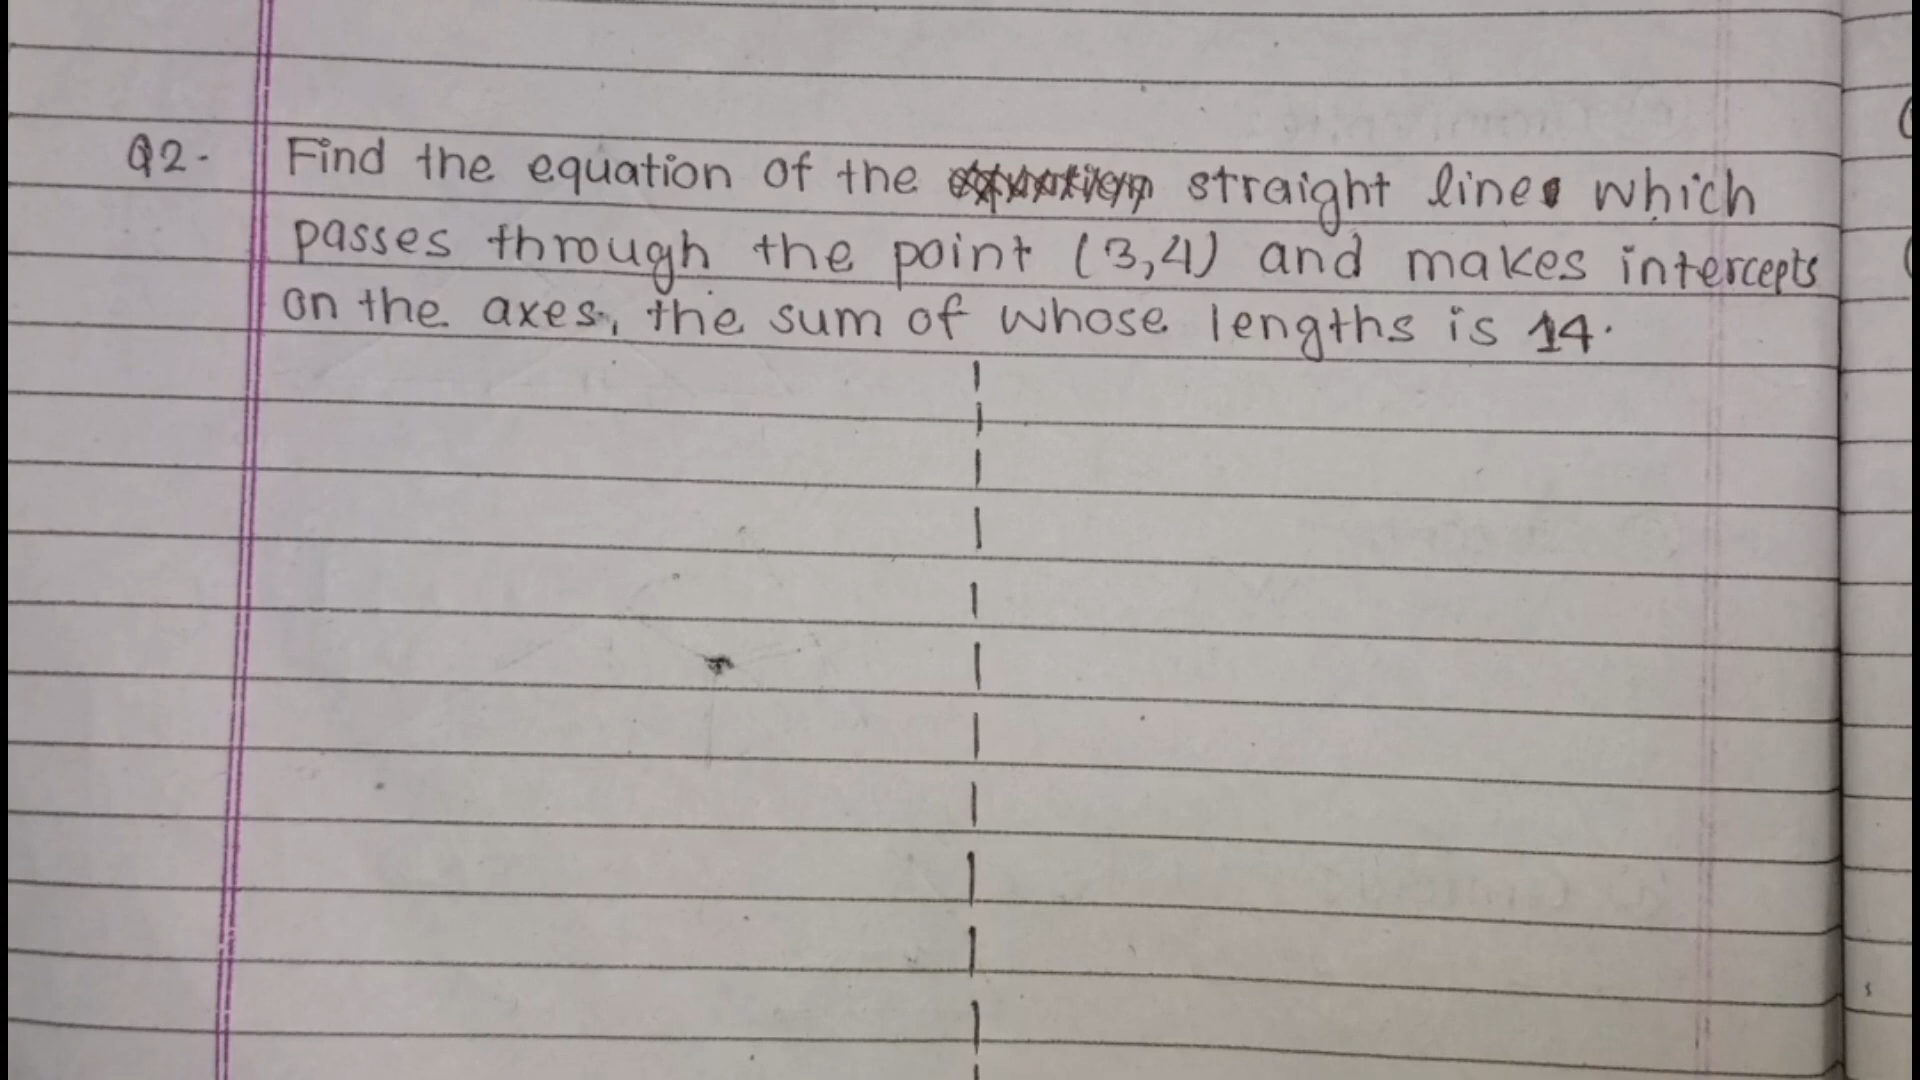 Q2. Find the equation of the straight line which
passes through the point (3,4) and makes intercepts
on the axes, the sum of whose lengths is 14.